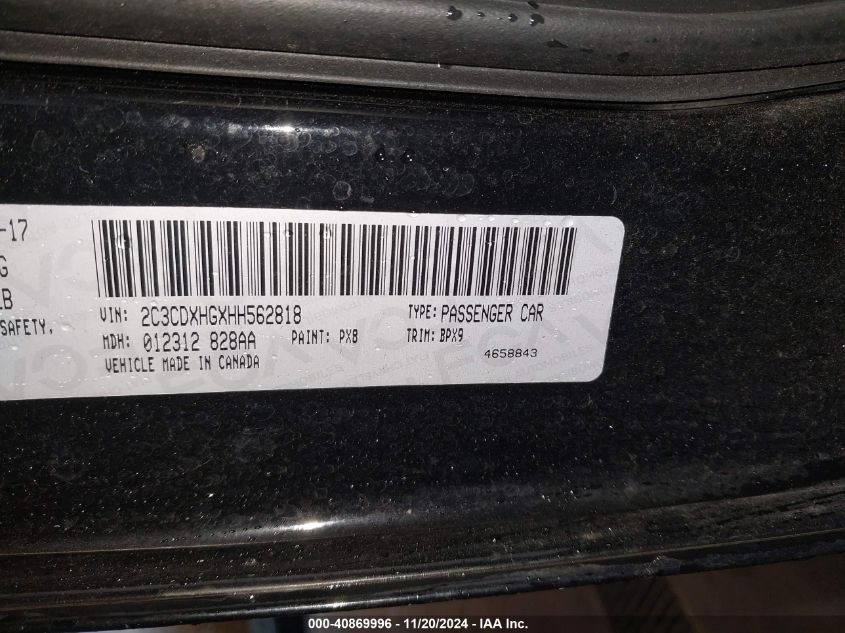 -17
G
LB
SAFETY,
VIN: 2C3CDXHGXHH562818 TYPE: PASSENGER CAR
MDH: 012312 828AA PAINT: PX8 TRIM: BPX9
VEHICLE MADE IN CANADA 4658843
000-40869996 - 11/20/2024 - IAA Inc.